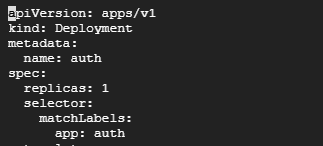 apiVersion: apps/v1
kind: Deployment
metadata:
  name: auth
spec:
  replicas: 1
  selector:
    matchLabels:
      app: auth